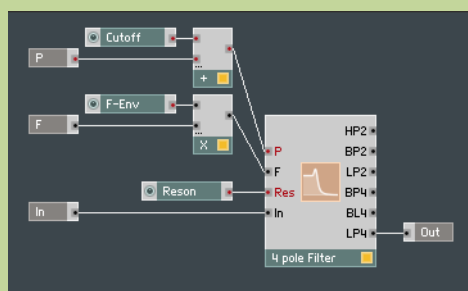 Cutoff
P
...
+
F-Env
F
...
X
HP2
P
BP2
F
LP2
Reson
Res
BP4
In
In
BL4
LP4
Out
4 pole Filter